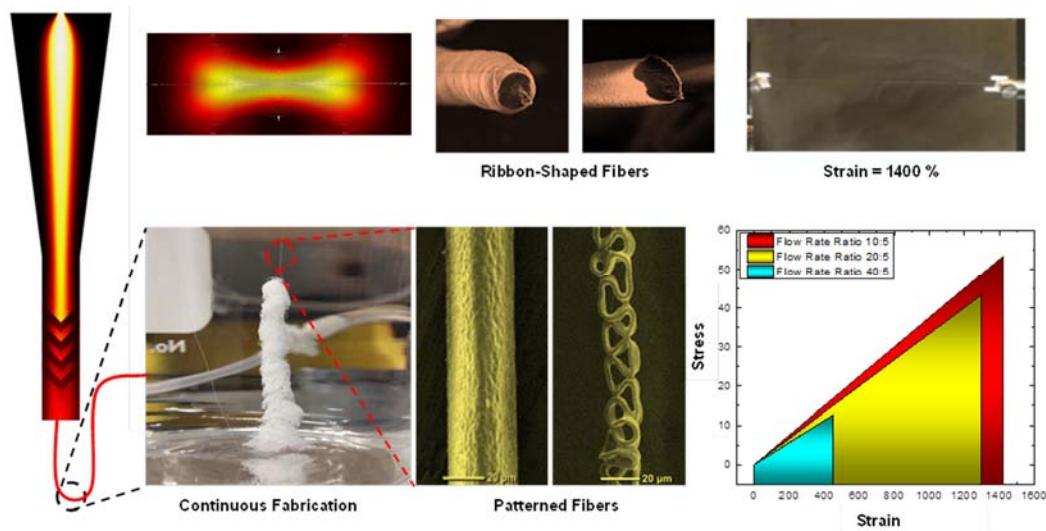 Ribbon-Shaped Fibers
Strain = 1400 %
No.
20 µm
20 µm
Continuous Fabrication
Patterned Fibers
60
50
40
30
20
10
0
Stress
Flow Rate Ratio 10:5
Flow Rate Ratio 20:5
Flow Rate Ratio 40:5
0 200 400 600 800 1000 1200 1400 1600
Strain